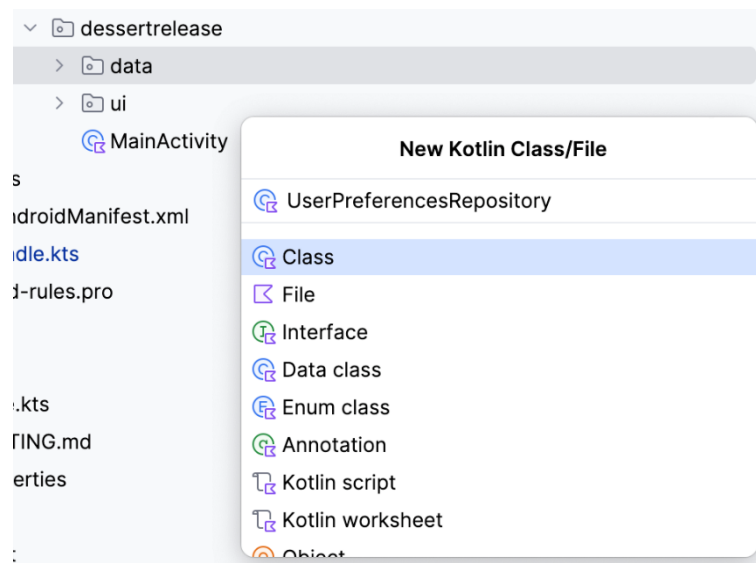 dessertrelease
data
ui
MainActivity
s
ndroidManifest.xml
dle.kts
d-rules.pro
.kts
TING.md
erties
t
New Kotlin Class/File
UserPreferencesRepository
Class
File
Interface
Data class
Enum class
Annotation
Kotlin script
Kotlin worksheet
Object